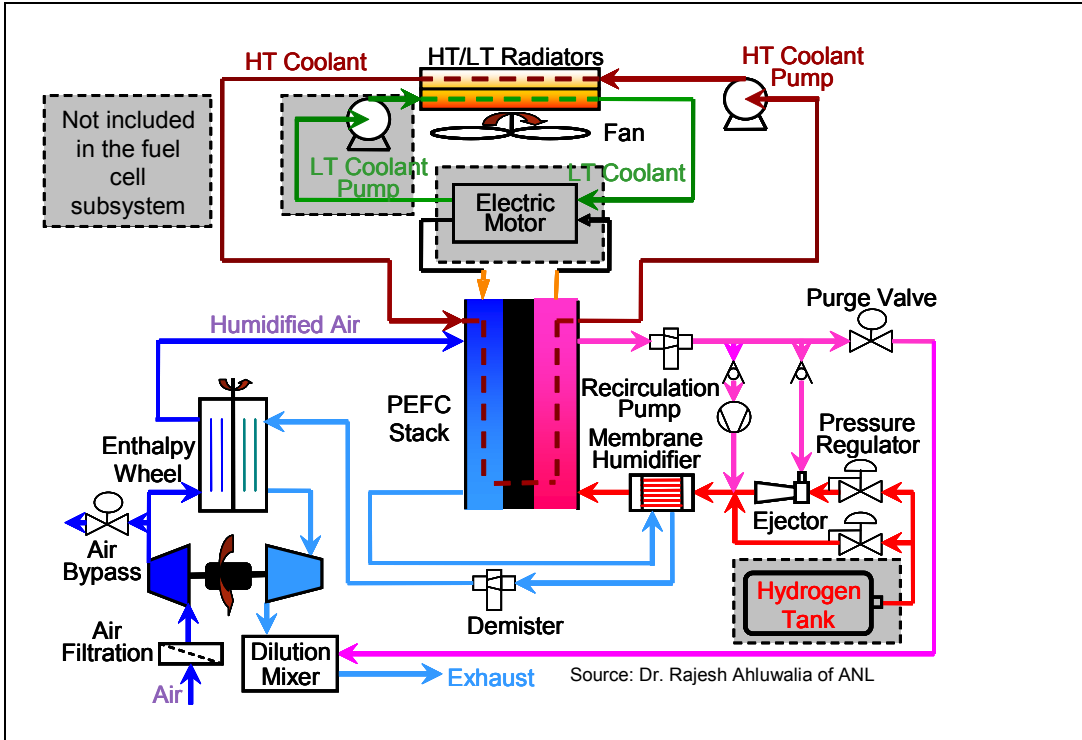 HT/LT Radiators
HT Coolant
HT Coolant
Pump
Not included
in the fuel
cell
subsystem
Fan
LT Coolant
Pump
LT Coolant
Electric
Motor
Purge Valve
Humidified Air
Recirculation
Pump
PEFC
Stack
Membrane
Humidifier
Pressure
Regulator
Enthalpy
Wheel
Ejector
Air
Bypass
Hydrogen
Tank
Air
Filtration
Demister
Dilution
Mixer
Exhaust
Source: Dr. Rajesh Ahluwalia of ANL
Air